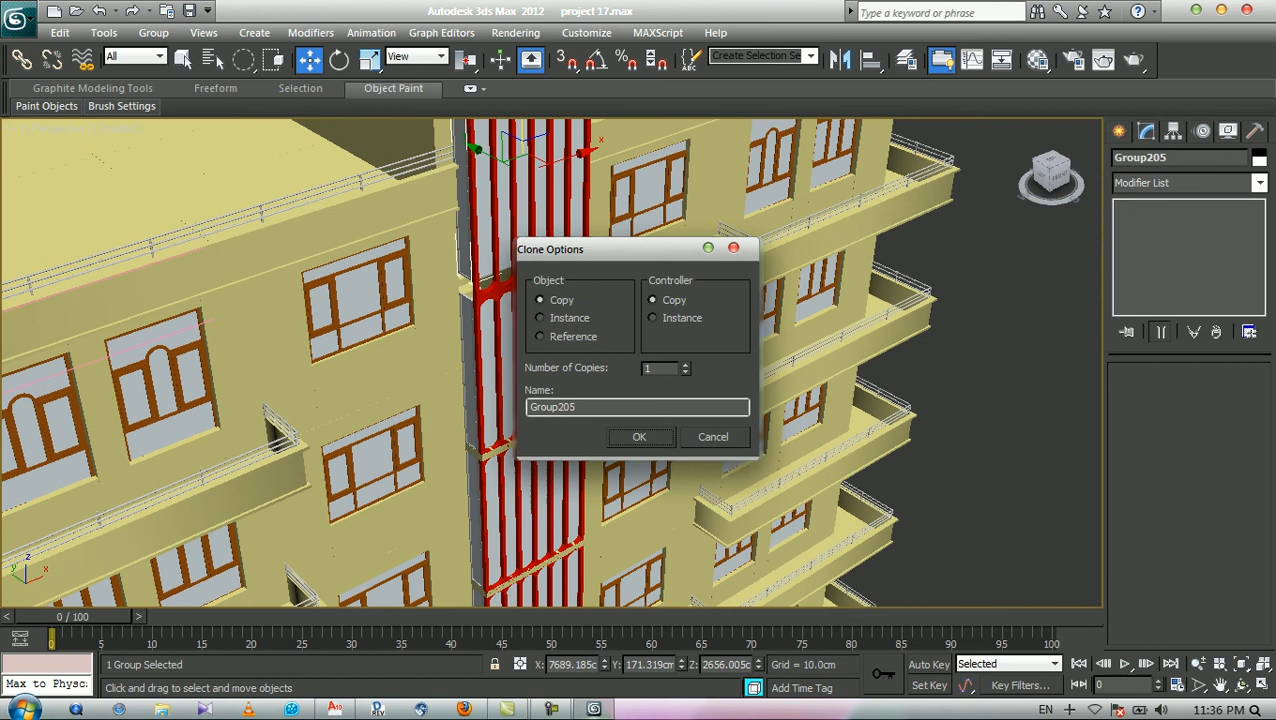 Autodesk 3ds Max 2012 project 17.max
Type a keyword or phrase
Edit Tools Group Views Create Modifiers Animation Graph Editors Rendering Customize MAXScript Help
All View Create Selection Se
Graphite Modeling Tools Freeform Selection Object Paint
Paint Objects Brush Settings
Group205
Modifier List
x
Clone Options
Object Controller
Copy Copy
Instance Instance
Reference
Number of Copies: 1
Name:
Group205
OK Cancel
z
y x
< 0 / 100 >
0 5 10 15 20 25 30 35 40 45 50 55 60 65 70 75 80 85 90 95 100
1 Group Selected X: 7689.185c Y: 171.319cm Z: 2656.005c Grid = 10.0cm Auto Key Selected
Max to Physc: Click and drag to select and move objects Add Time Tag Set Key Key Filters... 0
EN 11:36 PM